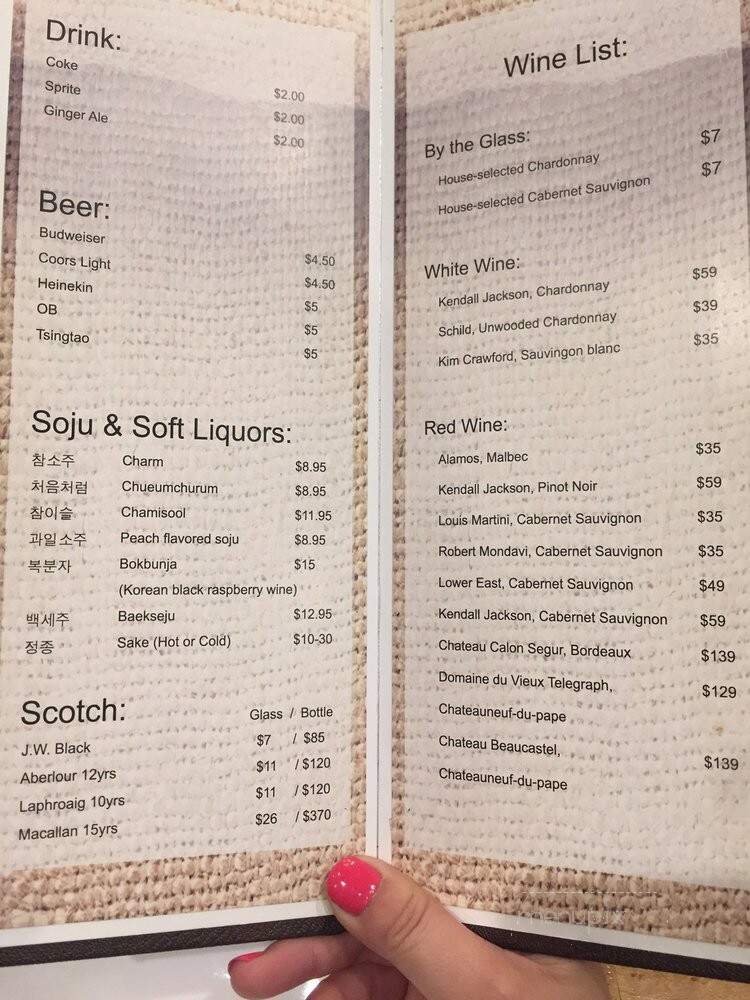 Drink:
Coke $2.00
Sprite $2.00
Ginger Ale $2.00
Beer:
Budweiser $4.50
Coors Light $4.50
Heinekin $5
OB $5
Tsingtao $5
Soju & Soft Liquors:
참소주 Charm $8.95
처음처럼 Chueumchurum $8.95
참이슬 Chamisool $11.95
과일 소주 Peach flavored soju $8.95
복분자 Bokbunja $15
(Korean black raspberry wine)
백세주 Baekseju $12.95
정종 Sake (Hot or Cold) $10-30
Scotch: Glass / Bottle
J.W. Black $7 / $85
Aberlour 12yrs $11 / $120
Laphroaig 10yrs $11 / $120
Macallan 15yrs $26 / $370
Wine List:
By the Glass:
House-selected Chardonnay $7
House-selected Cabernet Sauvignon $7
White Wine:
Kendall Jackson, Chardonnay $59
Schild, Unwooded Chardonnay $39
Kim Crawford, Sauvingon blanc $35
Red Wine:
Alamos, Malbec $35
Kendall Jackson, Pinot Noir $59
Louis Martini, Cabernet Sauvignon $35
Robert Mondavi, Cabernet Sauvignon $35
Lower East, Cabernet Sauvignon $49
Kendall Jackson, Cabernet Sauvignon $59
Chateau Calon Segur, Bordeaux $139
Domaine du Vieux Telegraph, $129
Chateauneuf-du-pape
Chateau Beaucastel, $139
Chateauneuf-du-pape